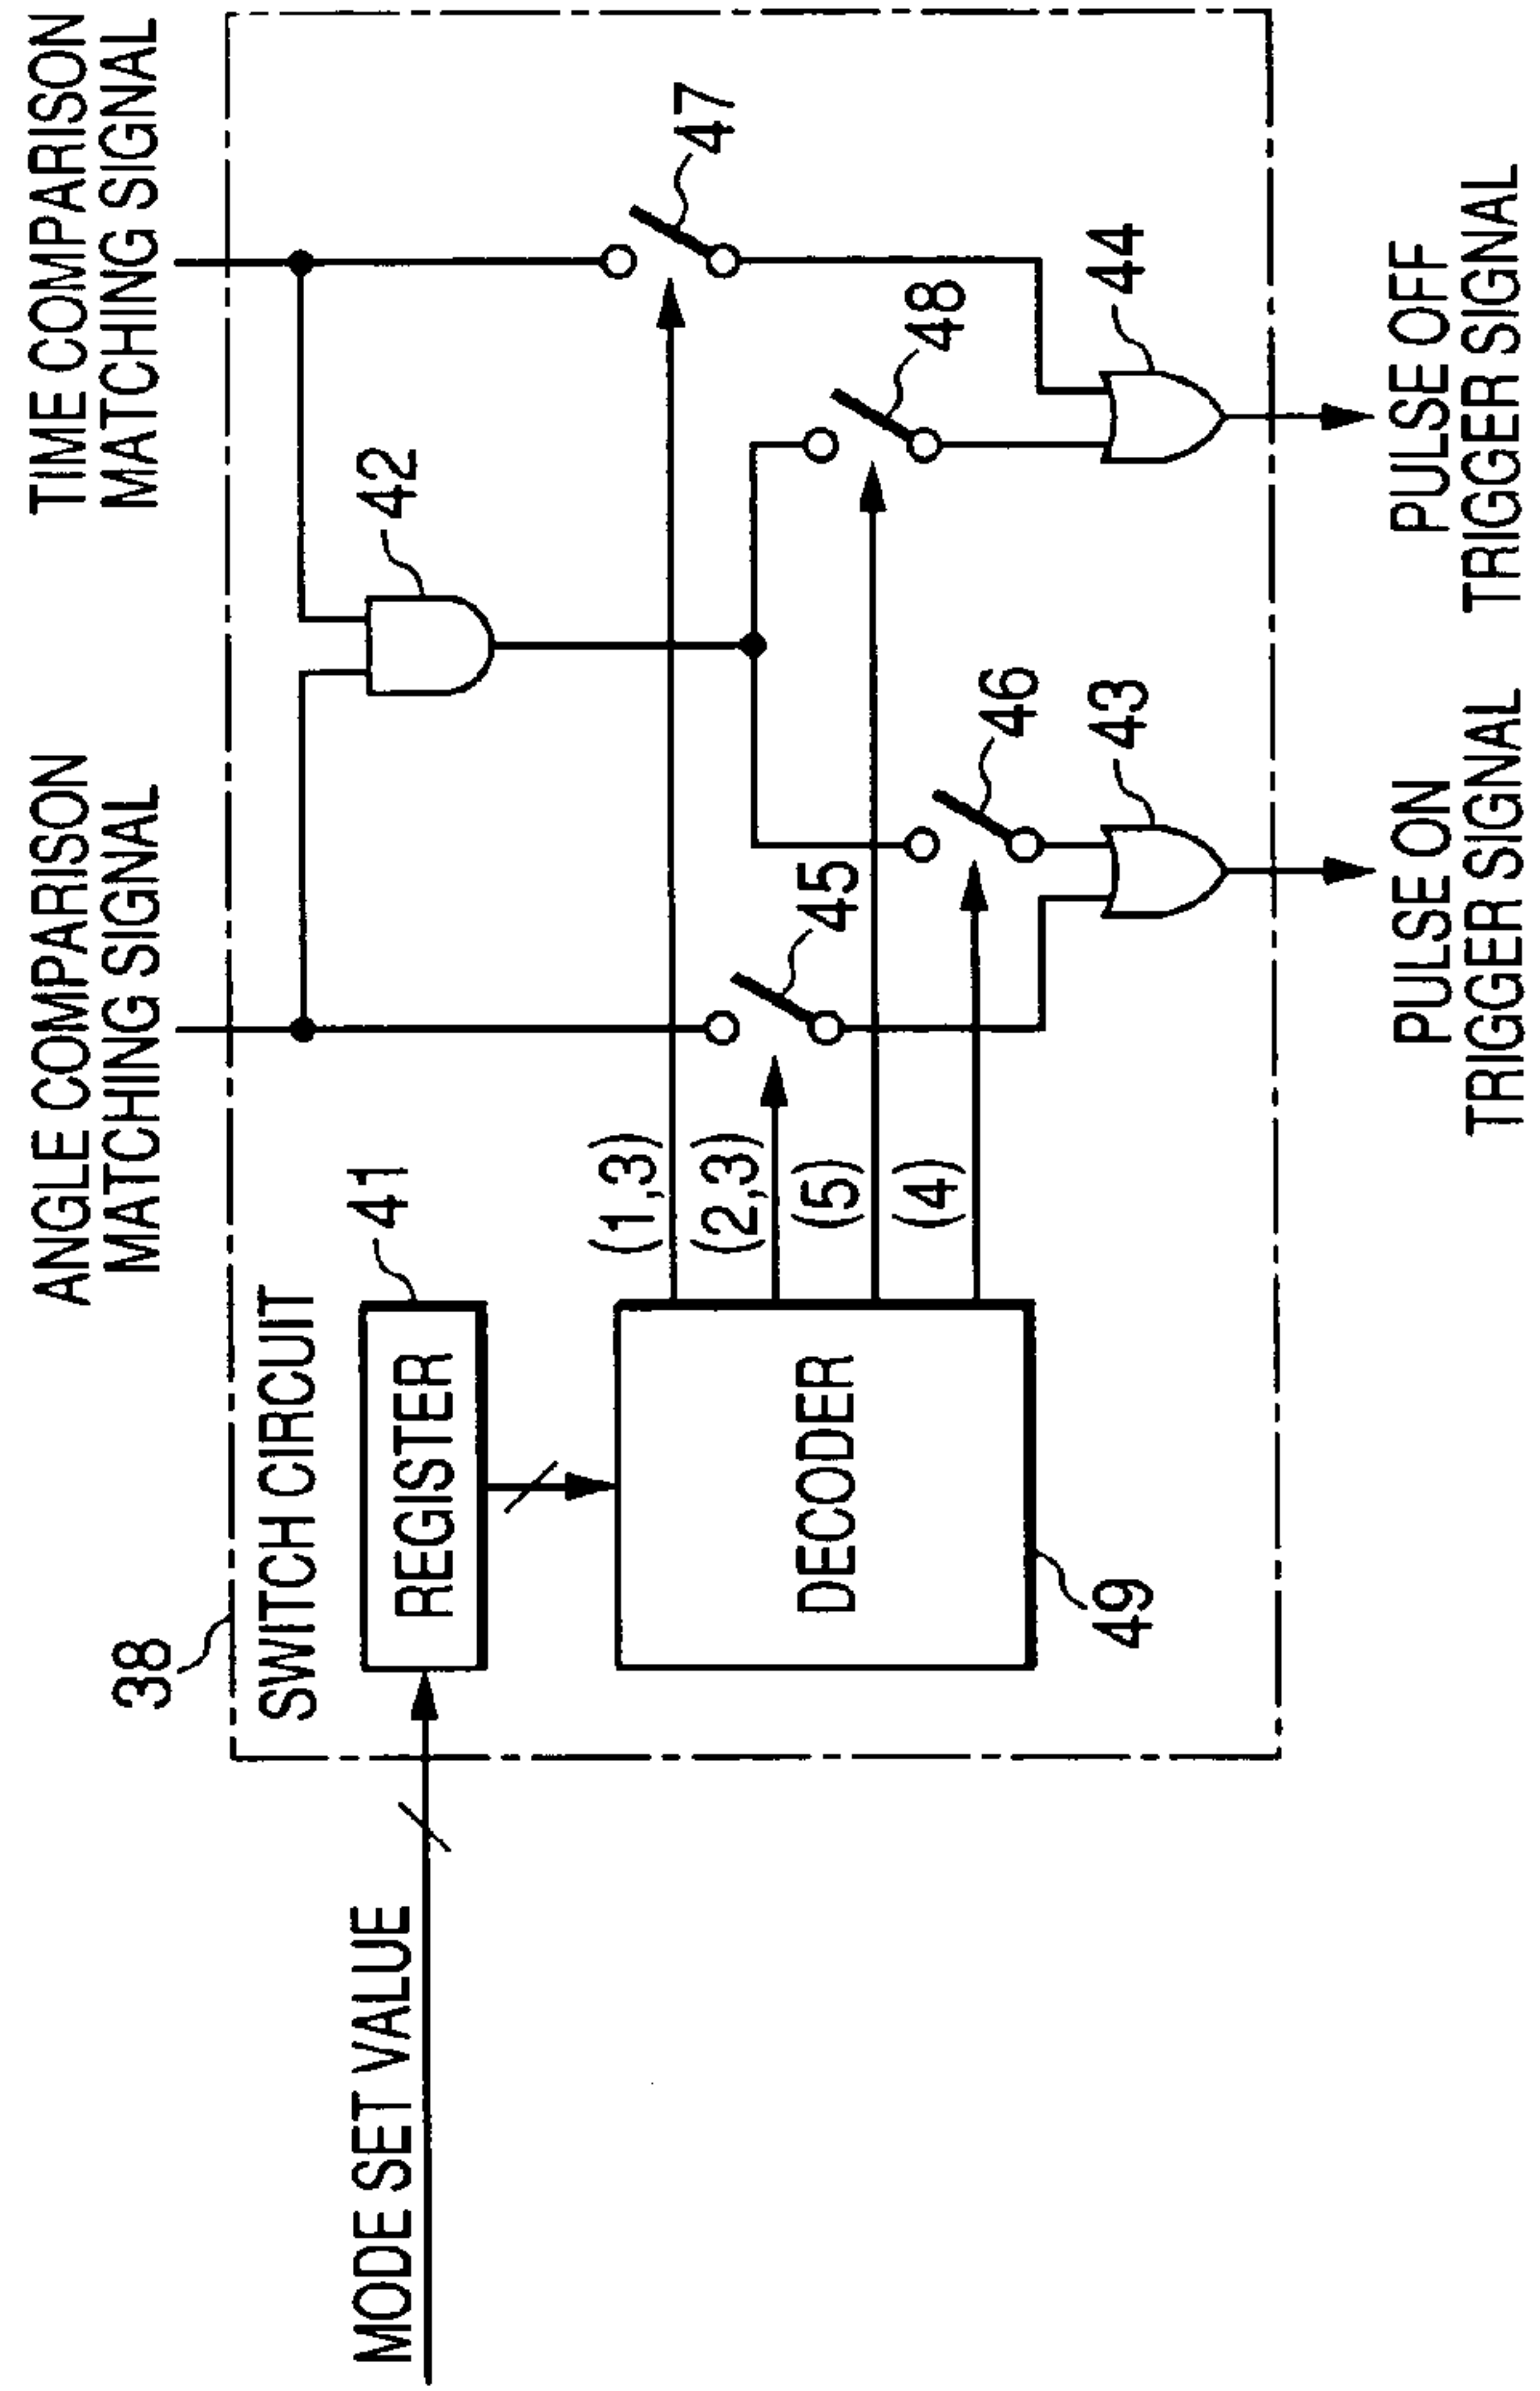 ANGLE COMPARISON
MATCHING SIGNAL
TIME COMPARISON
MATCHING SIGNAL
38
SWITCH CIRCUIT
MODE SET VALUE
REGISTER
41
42
DECODER
49
(1,3)
(2,3)
(5)
(4)
45
46
47
48
43
44
PULSE ON
TRIGGER SIGNAL
PULSE OFF
TRIGGER SIGNAL